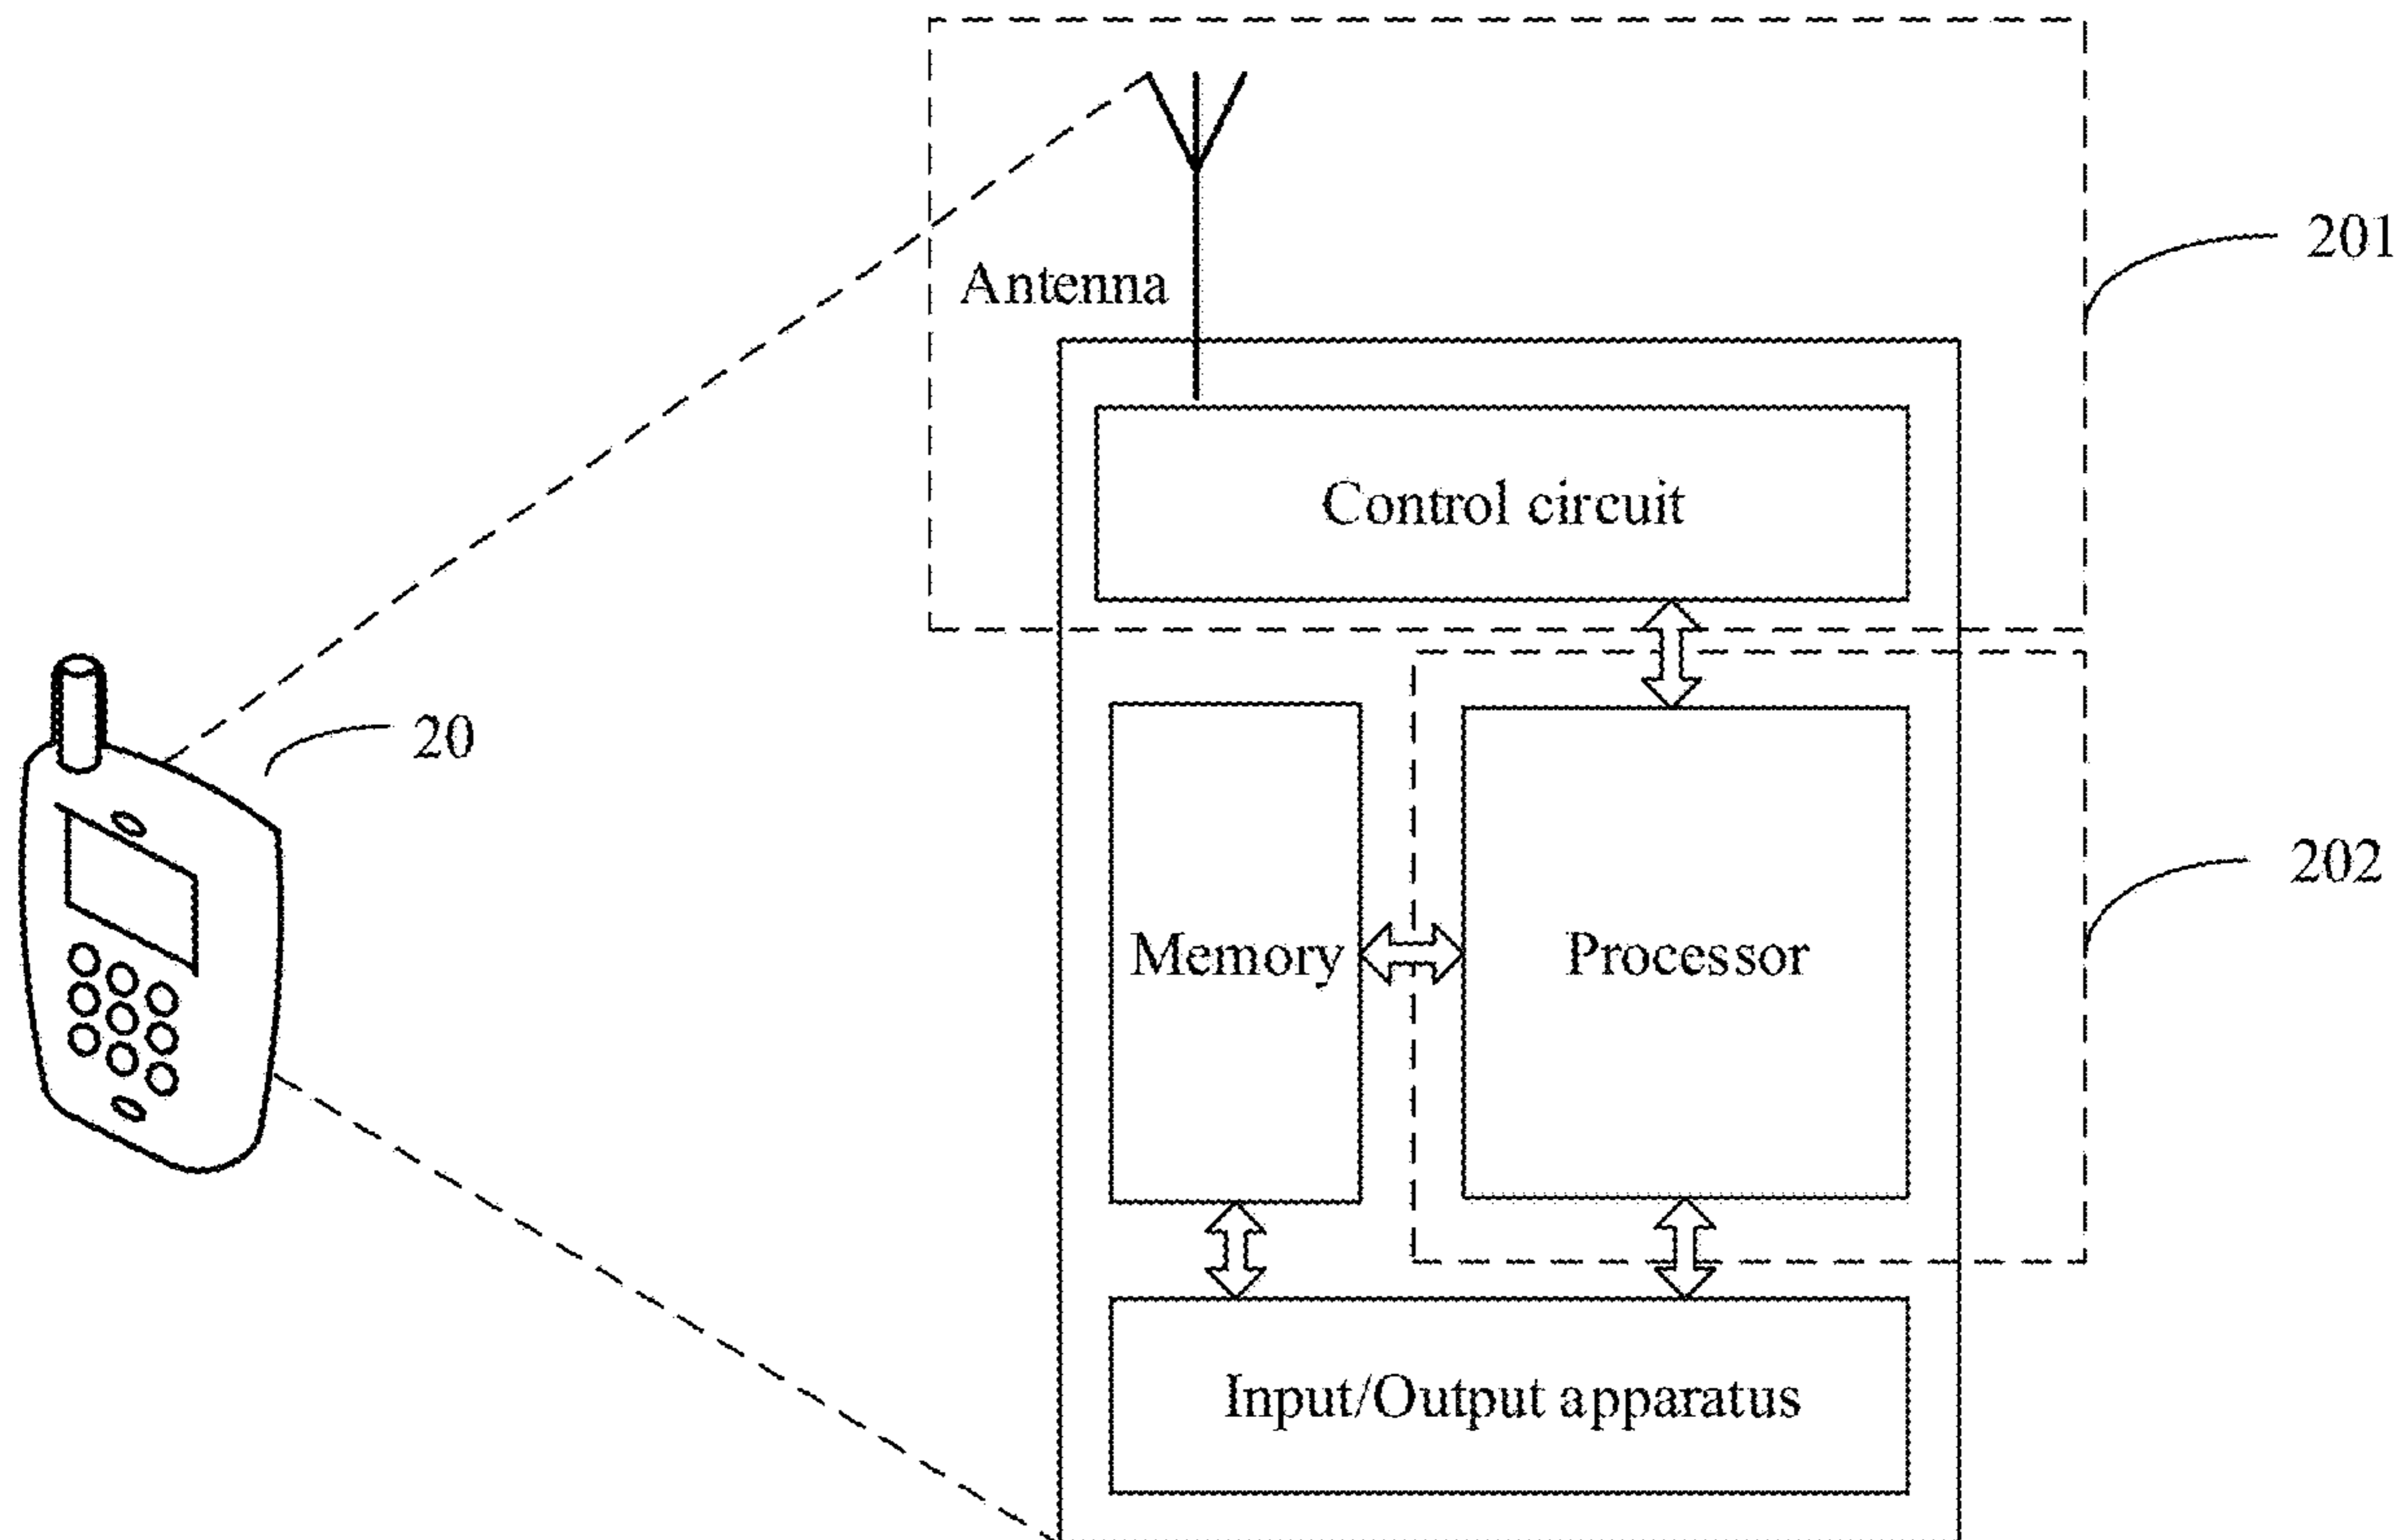 201
Antenna
Control circuit
20
202
Memory
Processor
Input/Output apparatus